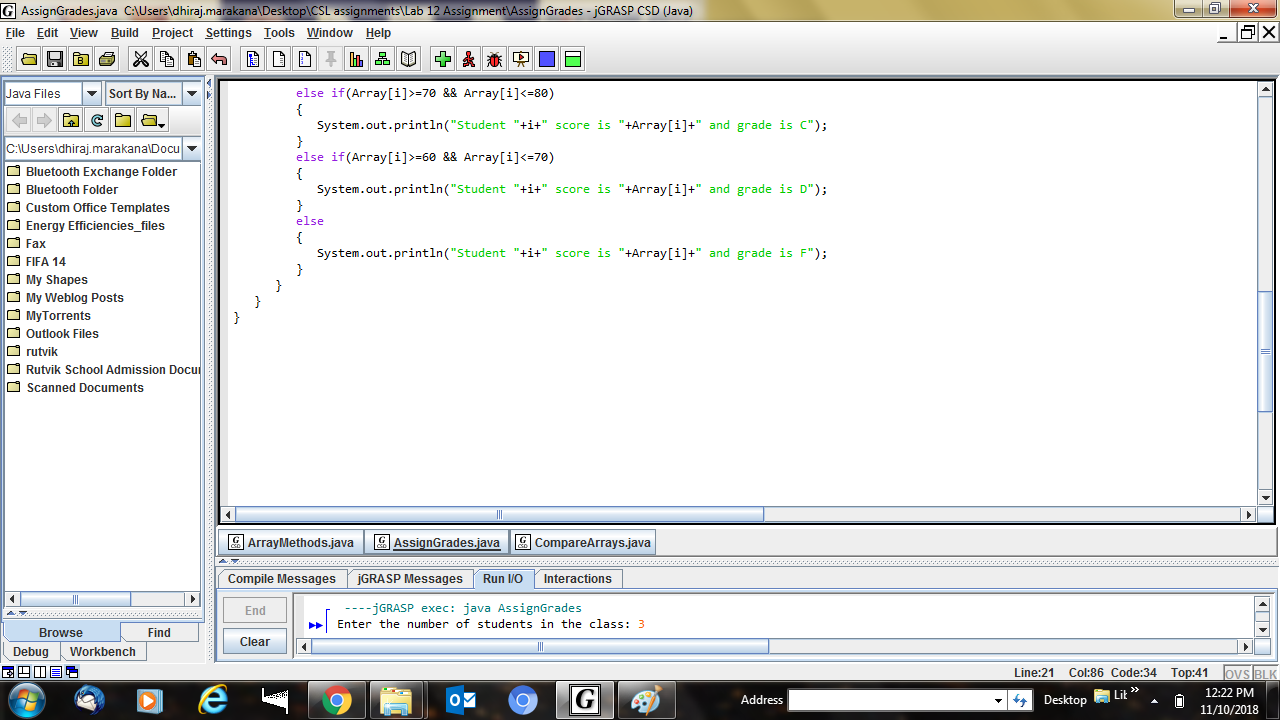 AssignGrades.java  C:\Users\dhiraj.marakana\Desktop\CSL assignments\Lab 12 Assignment\AssignGrades - jGRASP CSD (Java)
File Edit View Build Project Settings Tools Window Help
Java Files Sort By Na...
C:\Users\dhiraj.marakana\Docu
Bluetooth Exchange Folder
Bluetooth Folder
Custom Office Templates
Energy Efficiencies_files
Fax
FIFA 14
My Shapes
My Weblog Posts
MyTorrents
Outlook Files
rutvik
Rutvik School Admission Docu
Scanned Documents
Browse Find
Debug Workbench
else if(Array[i]>=70 && Array[i]<=80)
{
System.out.println("Student "+i+" score is "+Array[i]+" and grade is C");
}
else if(Array[i]>=60 && Array[i]<=70)
{
System.out.println("Student "+i+" score is "+Array[i]+" and grade is D");
}
else
{
System.out.println("Student "+i+" score is "+Array[i]+" and grade is F");
}
}
}
}
ArrayMethods.java AssignGrades.java CompareArrays.java
Compile Messages jGRASP Messages Run I/O Interactions
End
Clear
----jGRASP exec: java AssignGrades
Enter the number of students in the class: 3
Line:21 Col:86 Code:34 Top:41 OVS BLK
Address Desktop Lib
12:22 PM
11/10/2018